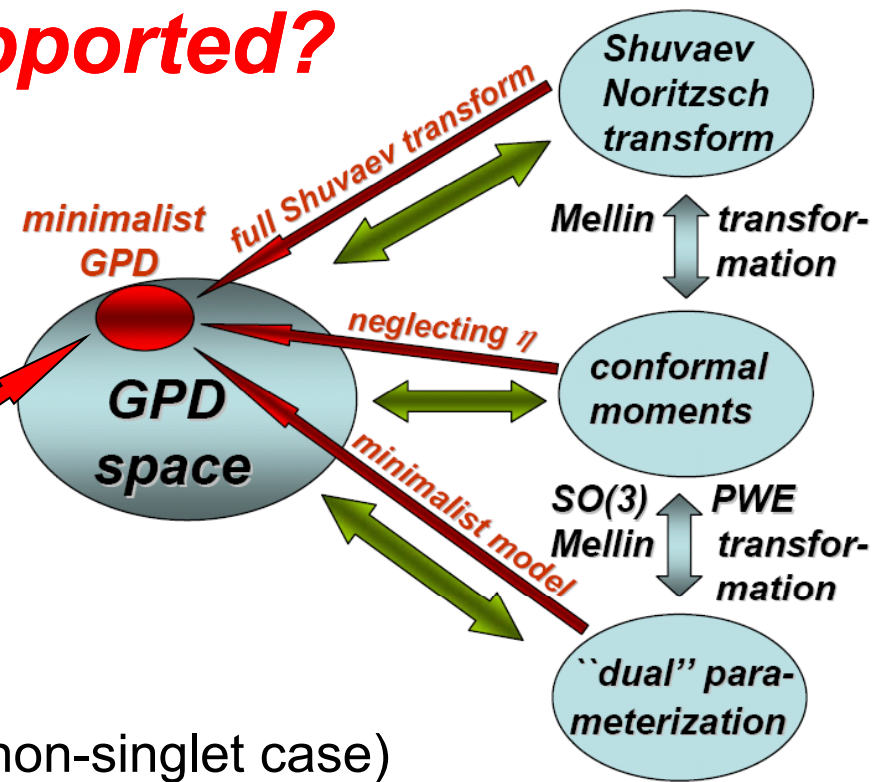 pported?
Shuvaev
Noritzsch
transform
full Shuvaev transform
minimalist
GPD
Mellin transfor-
mation
neglecting η
GPD
space
conformal
moments
minimalist model
SO(3) PWE
Mellin transfor-
mation
``dual'' para-
meterization
non-singlet case)